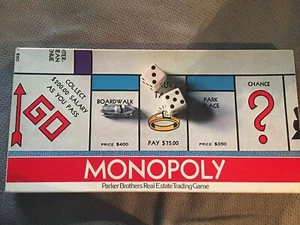 COLLECT
$200.00 SALARY
AS YOU PASS
GO
BOARDWALK
PRICE $400
PAY $75.00
PARK
PLACE
PRICE $350
CHANCE
?
MONOPOLY
Parker Brothers Real Estate Trading Game